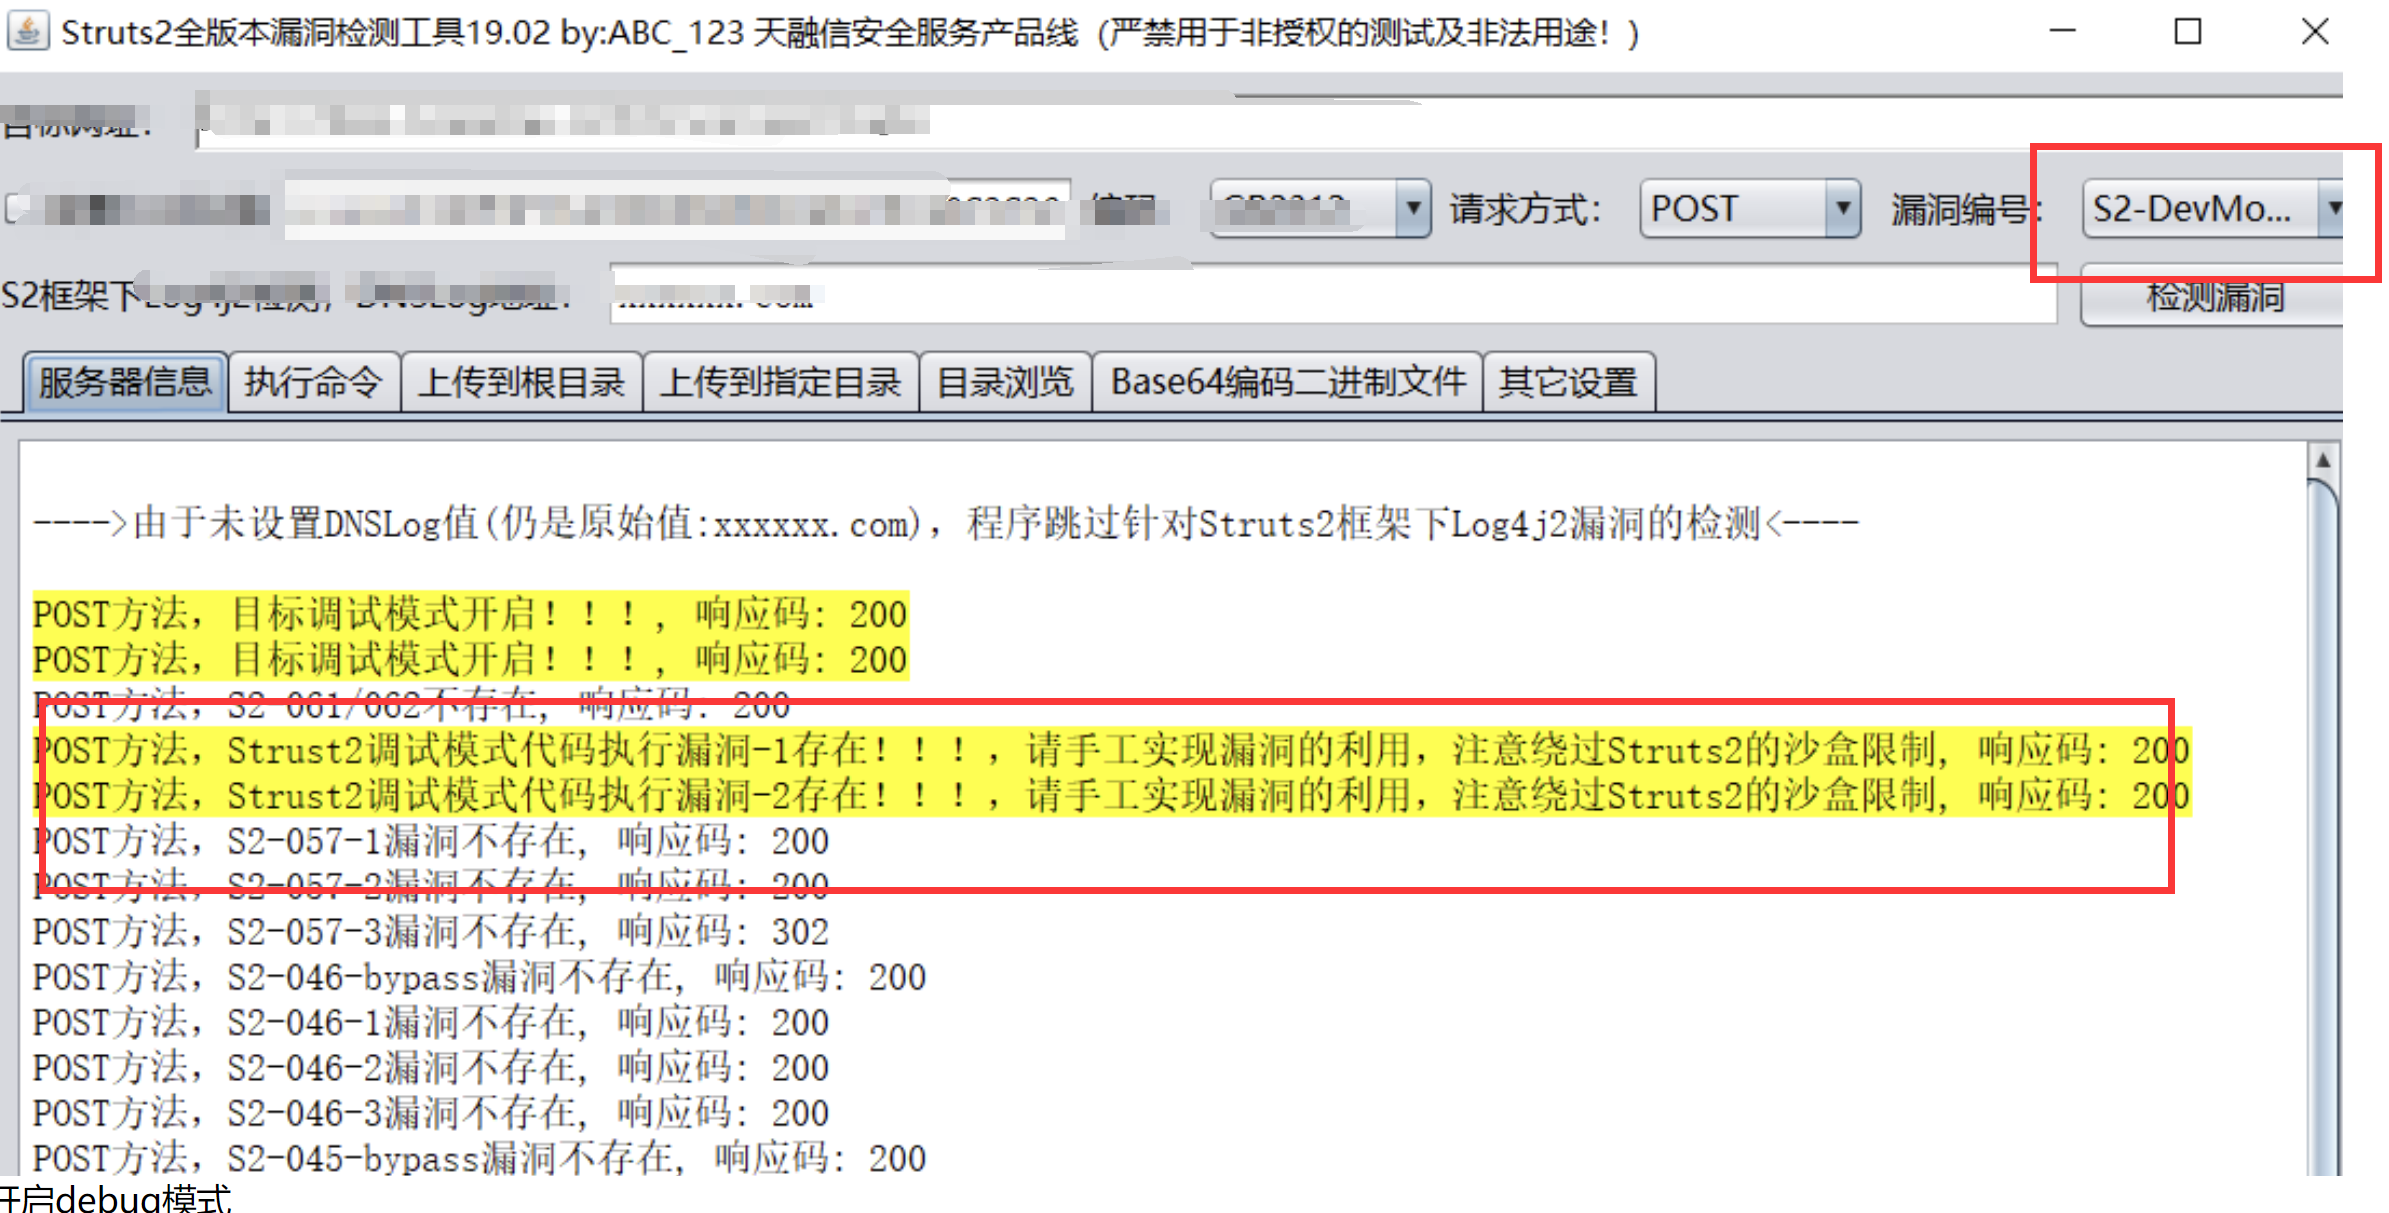 Struts2全版本漏洞检测工具19.02 by:ABC_123 天融信安全服务产品线（严禁用于非授权的测试及非法用途！）
目标网址：
编码 GB2312 请求方式： POST 漏洞编号： S2-DevMo...
S2框架下Log4j2检测，DNSLog地址： xxxxxx.com 检测漏洞
服务器信息 执行命令 上传到根目录 上传到指定目录 目录浏览 Base64编码二进制文件 其它设置
---->由于未设置DNSLog值(仍是原始值:xxxxxx.com)，程序跳过针对Struts2框架下Log4j2漏洞的检测<----
POST方法，目标调试模式开启！！！, 响应码: 200
POST方法，目标调试模式开启！！！, 响应码: 200
POST方法，S2-061/062不存在, 响应码: 200
POST方法，Strust2调试模式代码执行漏洞-1存在！！！，请手工实现漏洞的利用，注意绕过Struts2的沙盒限制, 响应码: 200
POST方法，Strust2调试模式代码执行漏洞-2存在！！！，请手工实现漏洞的利用，注意绕过Struts2的沙盒限制, 响应码: 200
POST方法，S2-057-1漏洞不存在, 响应码: 200
POST方法，S2-057-2漏洞不存在, 响应码: 200
POST方法，S2-057-3漏洞不存在, 响应码: 302
POST方法，S2-046-bypass漏洞不存在, 响应码: 200
POST方法，S2-046-1漏洞不存在, 响应码: 200
POST方法，S2-046-2漏洞不存在, 响应码: 200
POST方法，S2-046-3漏洞不存在, 响应码: 200
POST方法，S2-045-bypass漏洞不存在, 响应码: 200
开启debug模式